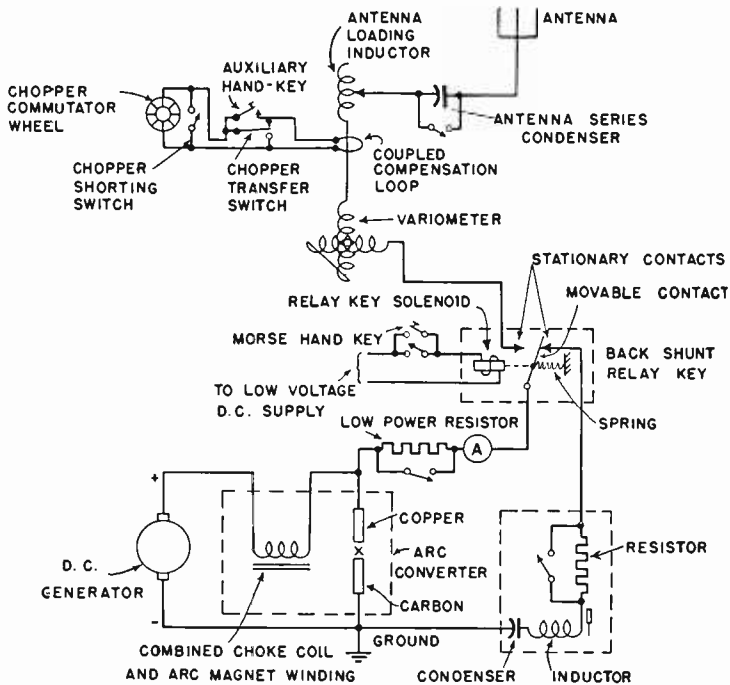 ANTENNA
LOADING
INDUCTOR
ANTENNA
AUXILIARY
HAND-KEY
CHOPPER
COMMUTATOR
WHEEL
ANTENNA SERIES
CONDENSER
CHOPPER
SHORTING
SWITCH
CHOPPER
TRANSFER
SWITCH
COUPLED
COMPENSATION
LOOP
VARIOMETER
STATIONARY CONTACTS
MOVABLE CONTACT
RELAY KEY SOLENOID
MORSE HAND KEY
BACK SHUNT
RELAY KEY
TO LOW VOLTAGE
D.C. SUPPLY
SPRING
LOW POWER RESISTOR
A
+
COPPER
X
ARC
CONVERTER
CARBON
RESISTOR
D. C.
GENERATOR
-
GROUND
COMBINED CHOKE COIL
AND ARC MAGNET WINDING
CONDENSER
INDUCTOR